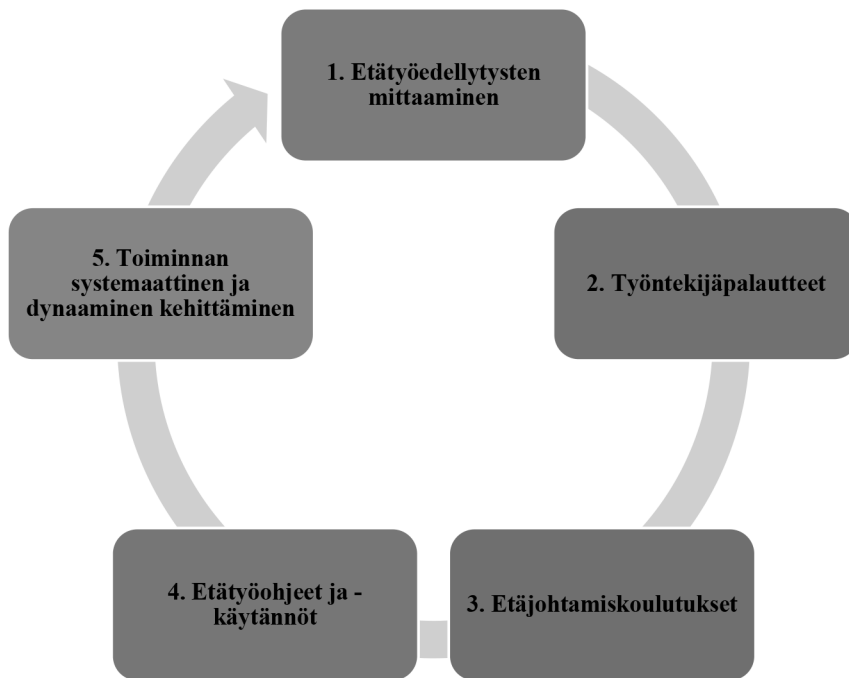 1. Etätyöedellytysten
mittaaminen
2. Työntekijäpalautteet
3. Etäjohtamiskoulutukset
4. Etätyöohjeet ja -
käytännöt
5. Toiminnan
systemaattinen ja
dynaaminen kehittäminen